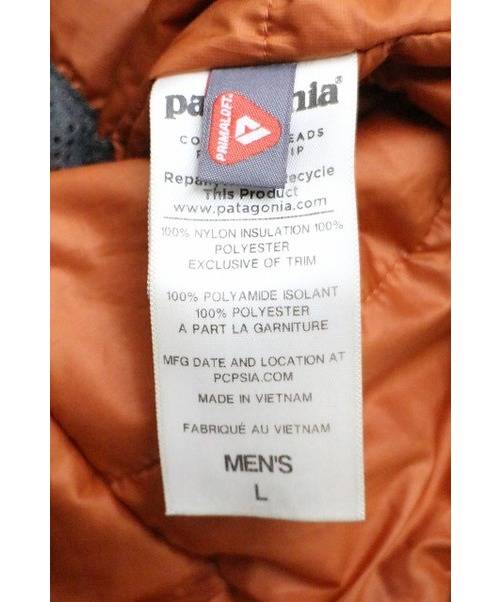 PRIMALOFT
www.patagonia.com
This Product
100% NYLON INSULATION 100%
POLYESTER
EXCLUSIVE OF TRIM
100% POLYAMIDE ISOLANT
100% POLYESTER
A PART LA GARNITURE
MFG DATE AND LOCATION AT
PCPSIA.COM
MADE IN VIETNAM
FABRIQUÉ AU VIETNAM
MEN'S
L